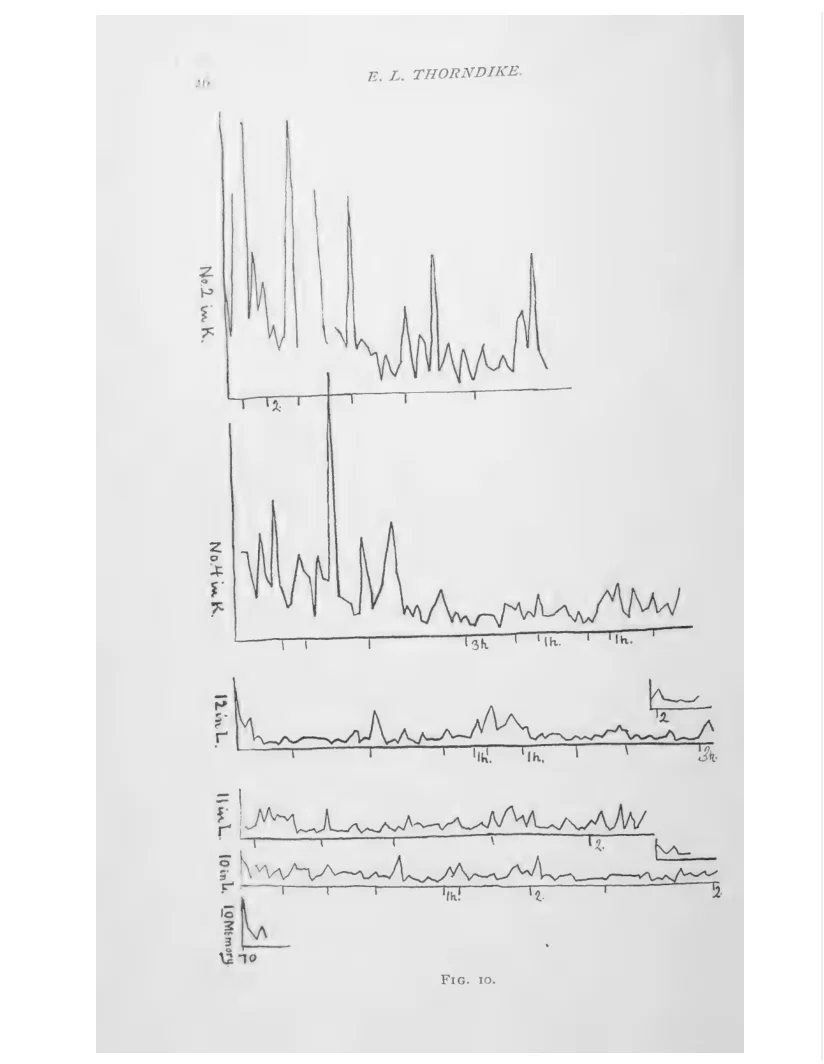 E. L. THORNDIKE.
No. 2 in K.
2.
No. 4 in K.
3h
1h.
1h.
12 in L.
2
1h.
1h.
3h.
11 in L.
2.
10 in L.
1h.
2.
2
10 Memory
70
FIG. 10.